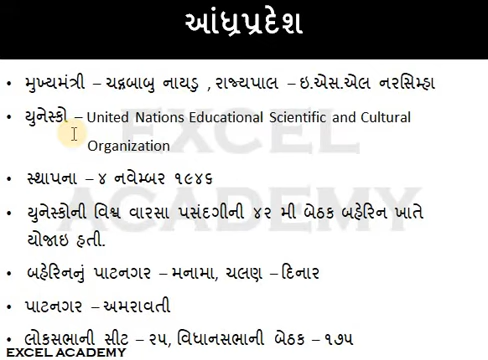 આંધ્રપ્રદેશ
• મુખ્યમંત્રી – ચદ્રબાબુ નાયડુ , રાજ્યપાલ – ઇ.એસ.એલ નરસિમ્હા
• યુનેસ્કો – United Nations Educational Scientific and Cultural
Organization
• સ્થાપના – ૪ નવેમ્બર ૧૯૪૬
• યુનેસ્કોની વિશ્વ વારસા પસંદગીની ૪૨ મી બેઠક બહેરિન ખાતે
યોજાઇ હતી.
• બહેરિનનું પાટનગર – મનામા, ચલણ – દિનાર
• પાટનગર – અમરાવતી
• લોકસભાની સીટ – ૨૫, વિધાનસભાની બેઠક – ૧૭૫
EXCEL ACADEMY
EXCEL ACADEMY